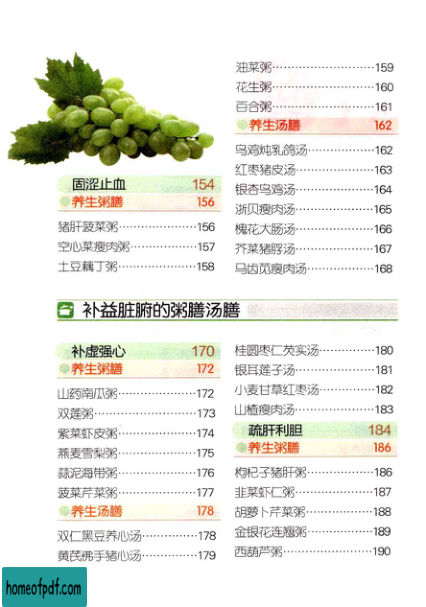 固涩止血 154
养生粥膳 156
猪肝菠菜粥 156
空心菜瘦肉粥 157
土豆藕丁粥 158
油菜粥 159
花生粥 160
百合粥 161
养生汤膳 162
乌鸡炖乳鸽汤 162
红枣猪皮汤 163
银杏乌鸡汤 164
浙贝瘦肉汤 165
槐花大肠汤 166
芥菜猪脬汤 167
马齿苋瘦肉汤 168
补益脏腑的粥膳汤膳
补虚强心 170
养生粥膳 172
山药南瓜粥 172
双莲粥 173
紫菜虾皮粥 174
燕麦雪梨粥 175
蒜泥海带粥 176
菠菜芹菜粥 177
养生汤膳 178
双仁黑豆养心汤 178
黄芪佛手猪心汤 179
桂圆枣仁芡实汤 180
银耳莲子汤 181
小麦甘草红枣汤 182
山楂瘦肉汤 183
疏肝利胆 184
养生粥膳 186
枸杞子猪肝粥 186
韭菜虾仁粥 187
胡萝卜芹菜粥 188
金银花连翘粥 189
西葫芦粥 190
homeofpdf.com